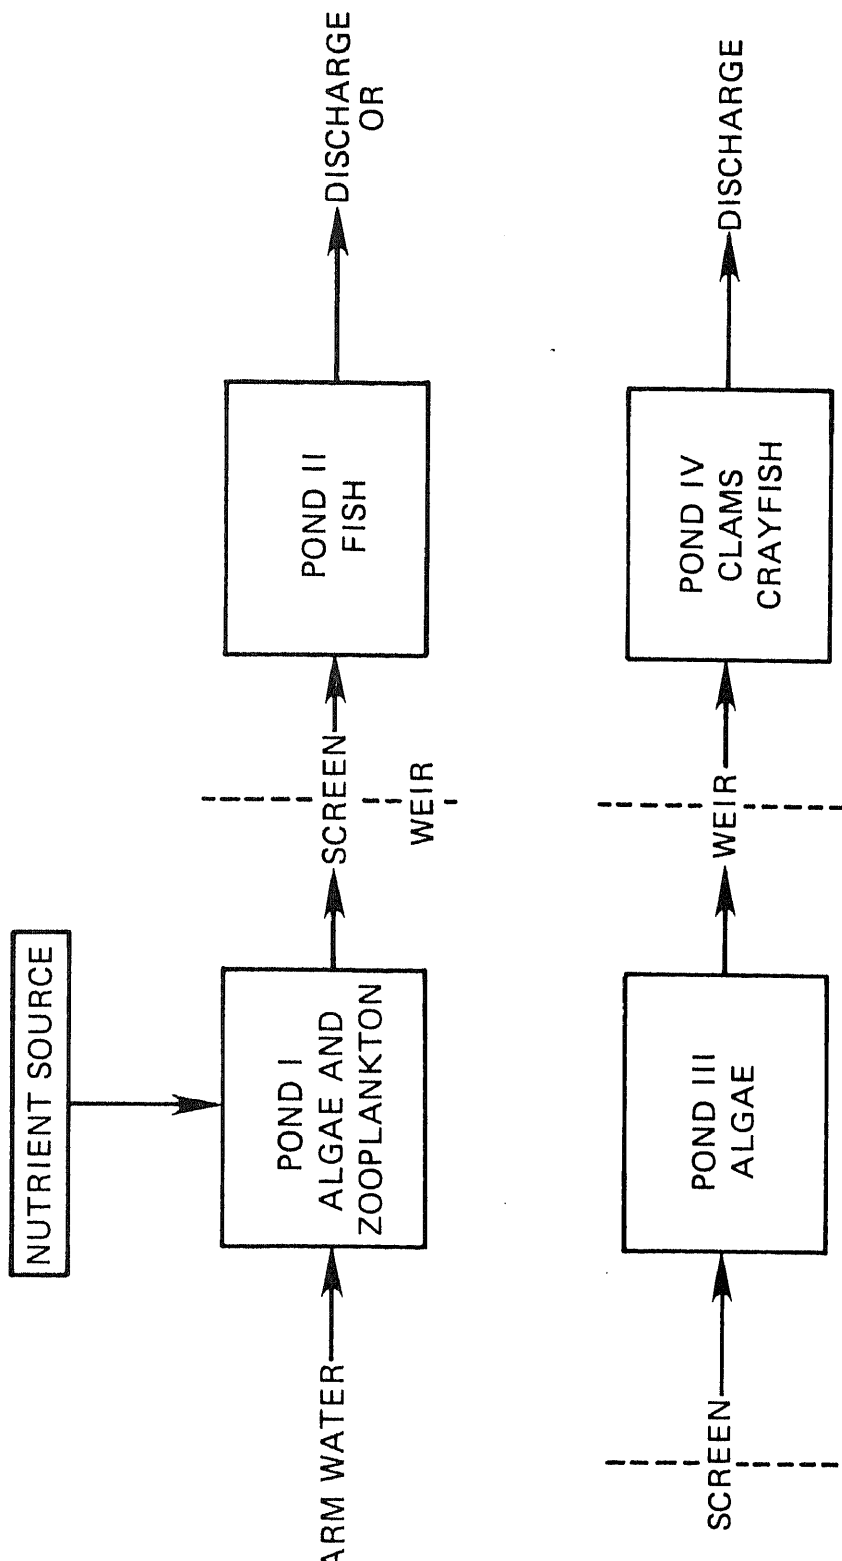 NUTRIENT SOURCE
ARM WATER
POND I
ALGAE AND
ZOOPLANKTON
SCREEN
WEIR
POND II
FISH
DISCHARGE
OR
SCREEN
POND III
ALGAE
WEIR
POND IV
CLAMS
CRAYFISH
DISCHARGE